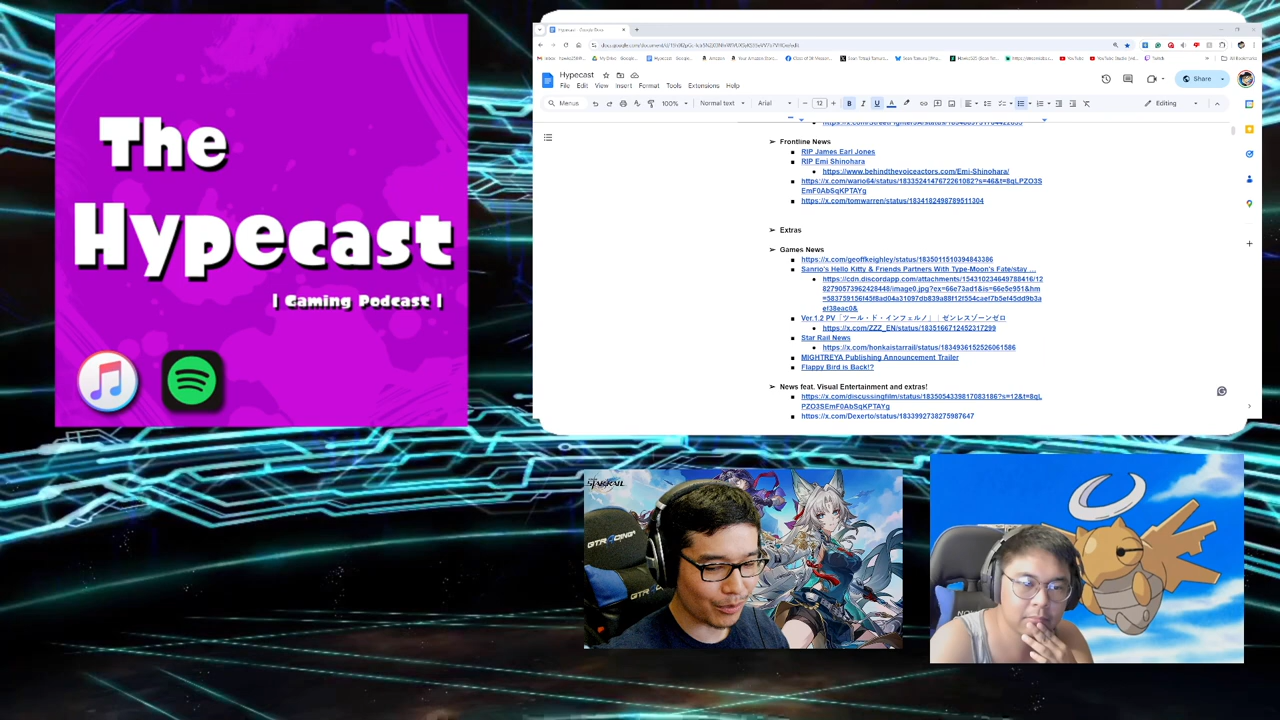 The
Hypecast
| Gaming Podcast |
Hypecast
File Edit View Insert Format Tools Extensions Help
Share
Menus
100%
Normal text
Arial
12
B I U A
Editing
Frontline News
RIP James Earl Jones
RIP Emi Shinohara
https://www.behindthevoiceactors.com/Emi-Shinohara/
https://x.com/wario64/status/1833524147672261082?s=46&t=8qLPZO3S
EmF0AbSqKPTAYg
https://x.com/tomwarren/status/1834182498789511304
Extras
Games News
https://x.com/geoffkeighley/status/1835011510394843386
Sanrio's Hello Kitty & Friends Partners With Type-Moon's Fate/stay ...
https://cdn.discordapp.com/attachments/154310234649788416/12
82790573962428448/image0.jpg?ex=66e73ad1&is=66e5e951&hm
=583759156f45f8ad04a31097db839a88f12f554caef7b5ef45dd9b3a
ef38eac0&
Ver.1.2 PV「ツール・ド・インフェルノ」｜ゼンレスゾーンゼロ
https://x.com/ZZZ_EN/status/1835166712452317299
Star Rail News
https://x.com/honkaistarrail/status/1834936152526061586
MIGHTREYA Publishing Announcement Trailer
Flappy Bird is Back!?
News feat. Visual Entertainment and extras!
https://x.com/discussingfilm/status/1835054339817083186?s=12&t=8qL
PZO3SEmF0AbSqKPTAYg
https://x.com/Dexerto/status/1833992738275987647
STARRAIL
GTRACING